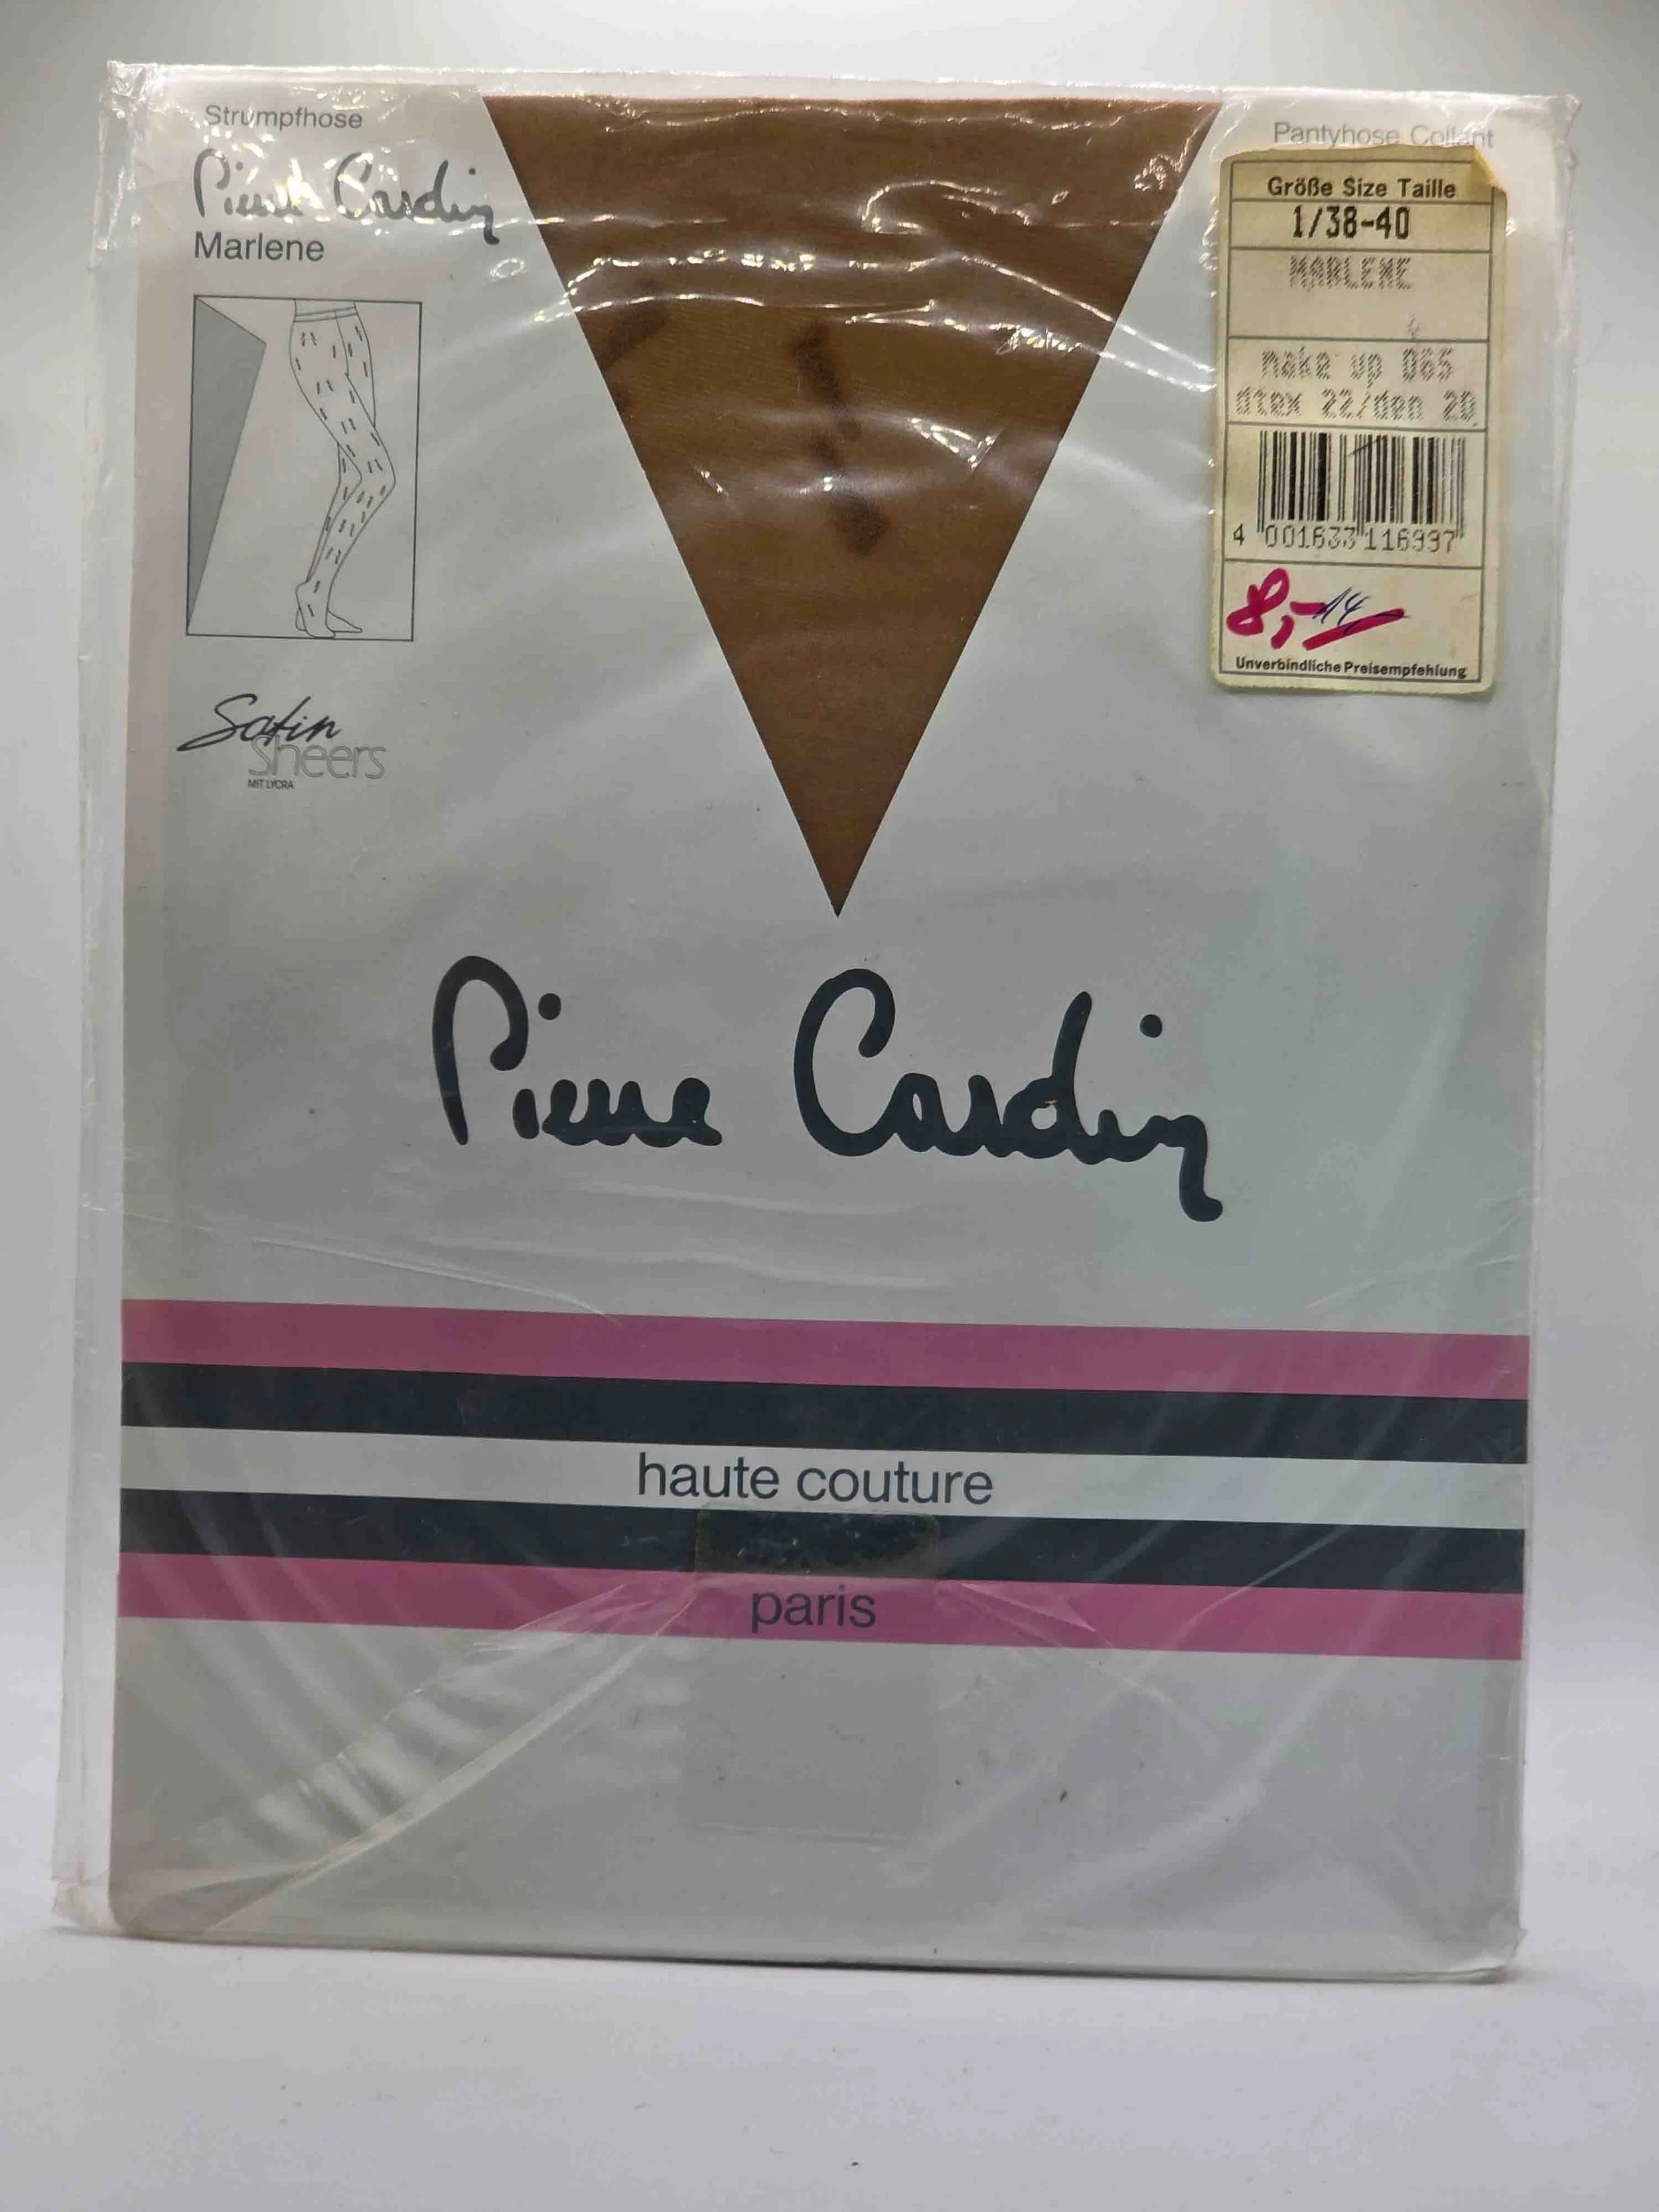 Strumpfhose
Pierre Cardin
Marlene
Satin
Sheers
MIT LYCRA
Pantyhose Collant
Größe Size Taille
1/38-40
MARLENE
make up 065
dtex 22/den 20
4 001633 116997
8,- 14,-
Unverbindliche Preisempfehlung
Pierre Cardin
haute couture
paris